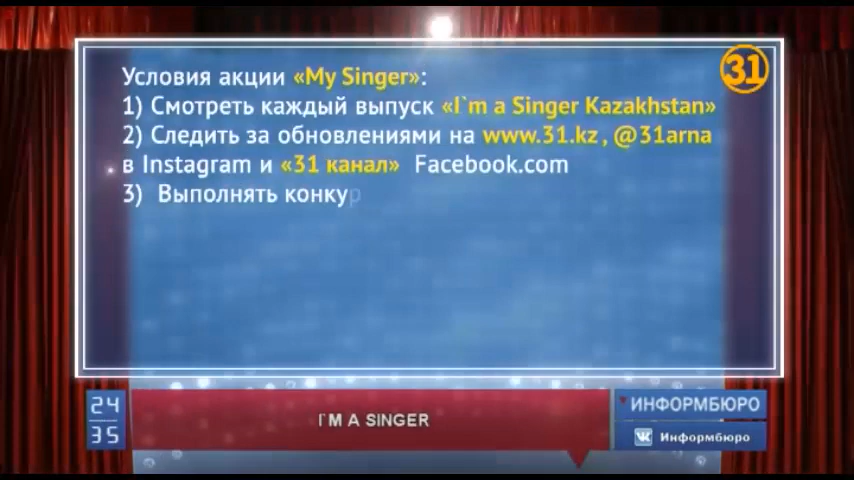 Условия акции «My Singer»:
31
1) Смотреть каждый выпуск «I`m a Singer Kazakhstan»
2) Следить за обновлениями на www.31.kz , @31arna
в Instagram и «31 канал» Facebook.com
3) Выполнять конкур
24
35
I`M A SINGER
ИНФОРМБЮРО
Информбюро